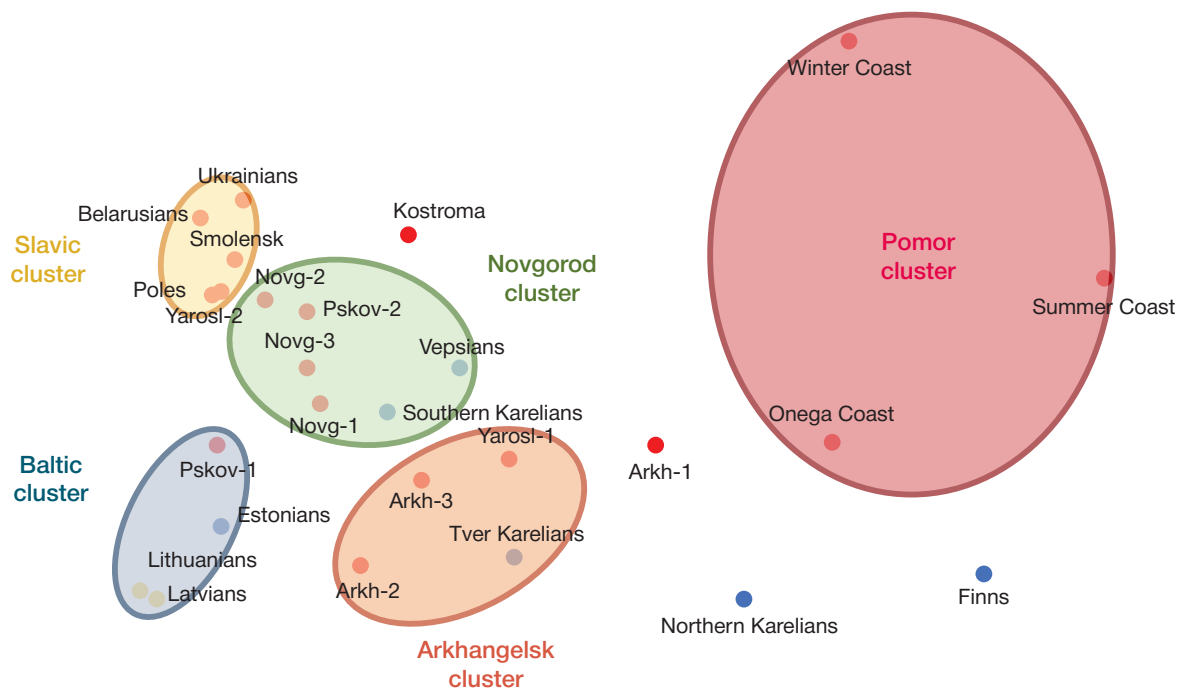 Winter Coast
Ukrainians
Belarusians
Kostroma
Smolensk
Slavic
cluster
Pomor
cluster
Novgorod
cluster
Novg-2
Poles
Pskov-2
Yarosl-2
Summer Coast
Novg-3
Vepsians
Southern Karelians
Onega Coast
Novg-1
Yarosl-1
Baltic
cluster
Pskov-1
Arkh-1
Arkh-3
Estonians
Tver Karelians
Lithuanians
Latvians
Arkh-2
Finns
Northern Karelians
Arkhangelsk
cluster